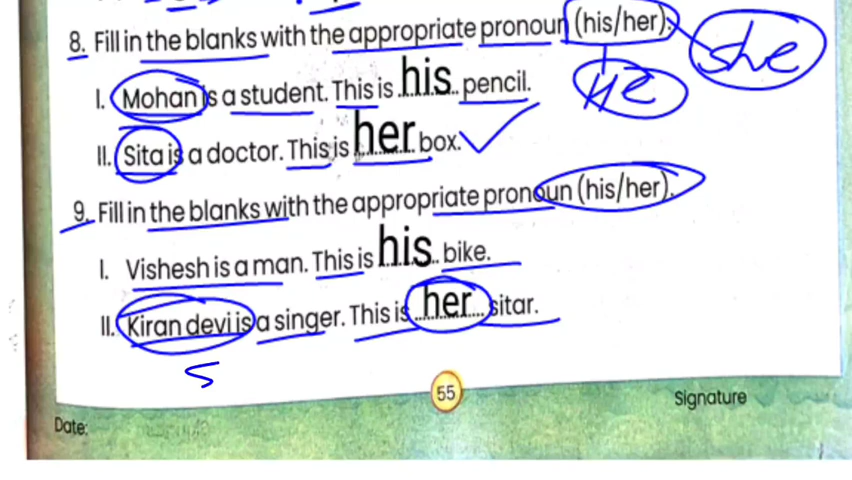 8. Fill in the blanks with the appropriate pronoun (his/her). she
He
I. Mohan is a student. This is his pencil.
II. Sita is a doctor. This is her box.
9. Fill in the blanks with the appropriate pronoun (his/her).
I. Vishesh is a man. This is his bike.
II. Kiran devi is a singer. This is her sitar.
S
55
Signature
Date: